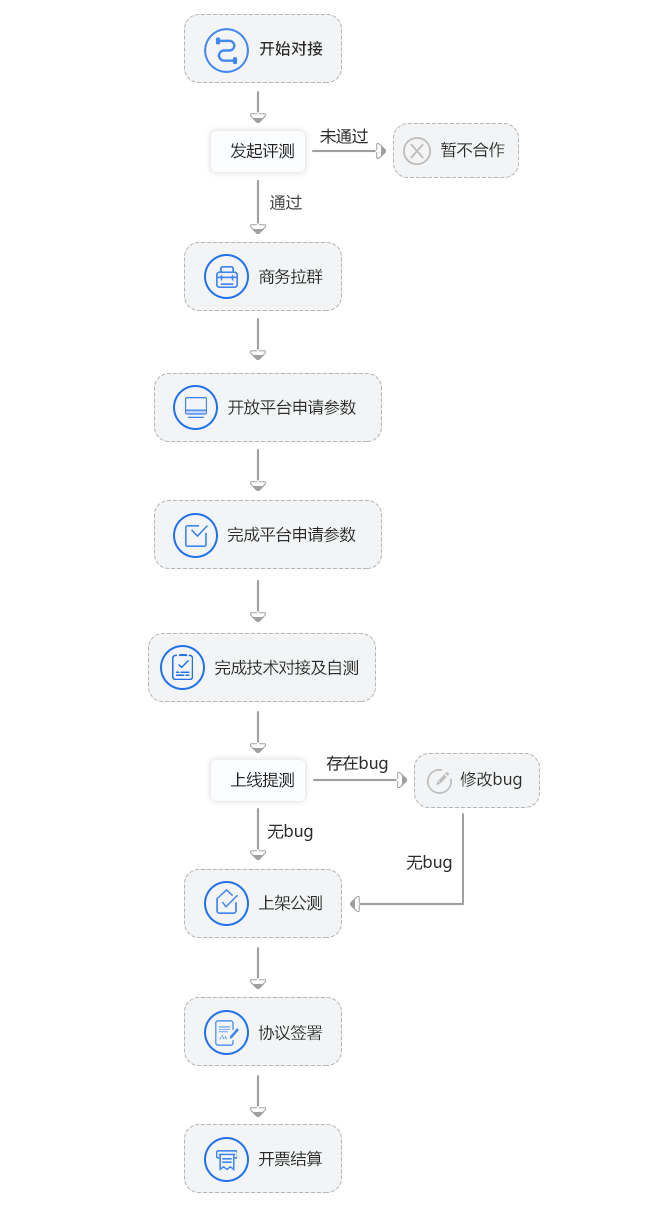 开始对接
发起评测
未通过
暂不合作
通过
商务拉群
开放平台申请参数
完成平台申请参数
完成技术对接及自测
上线提测
存在bug
修改bug
无bug
无bug
上架公测
协议签署
开票结算